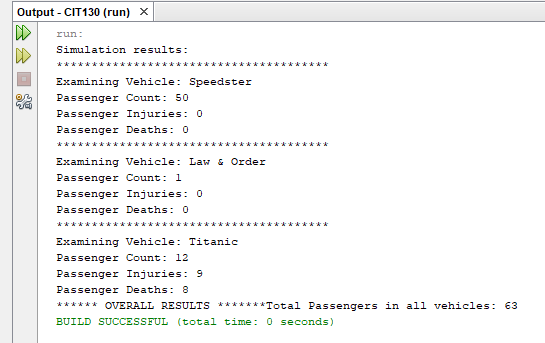 Output - CIT130 (run) ×
run:
Simulation results:
***************************************
Examining Vehicle: Speedster
Passenger Count: 50
Passenger Injuries: 0
Passenger Deaths: 0
***************************************
Examining Vehicle: Law & Order
Passenger Count: 1
Passenger Injuries: 0
Passenger Deaths: 0
***************************************
Examining Vehicle: Titanic
Passenger Count: 12
Passenger Injuries: 9
Passenger Deaths: 8
****** OVERALL RESULTS *******Total Passengers in all vehicles: 63
BUILD SUCCESSFUL (total time: 0 seconds)